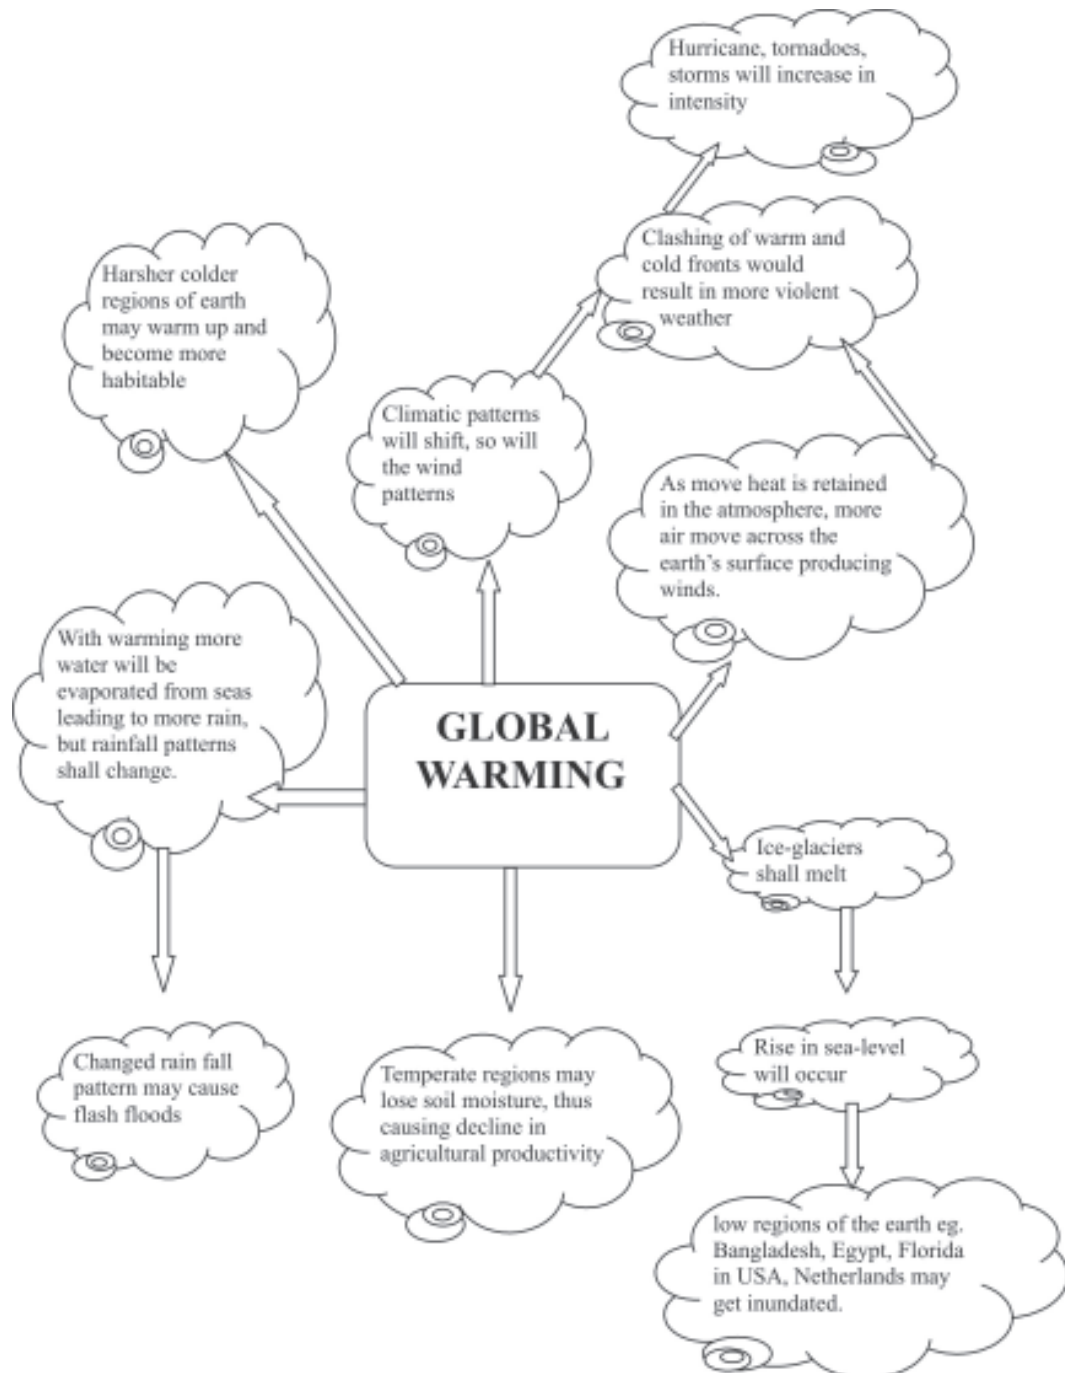 Hurricane, tornadoes,
storms will increase in
intensity
Clashing of warm and
cold fronts would
result in more violent
weather
Harsher colder
regions of earth
may warm up and
become more
habitable
Climatic patterns
will shift, so will
the wind
patterns
As move heat is retained
in the atmosphere, more
air move across the
earth's surface producing
winds.
With warming more
water will be
evaporated from seas
leading to more rain,
but rainfall patterns
shall change.
GLOBAL
WARMING
Ice-glaciers
shall melt
Changed rain fall
pattern may cause
flash floods
Temperate regions may
lose soil moisture, thus
causing decline in
agricultural productivity
Rise in sea-level
will occur
low regions of the earth eg.
Bangladesh, Egypt, Florida
in USA, Netherlands may
get inundated.